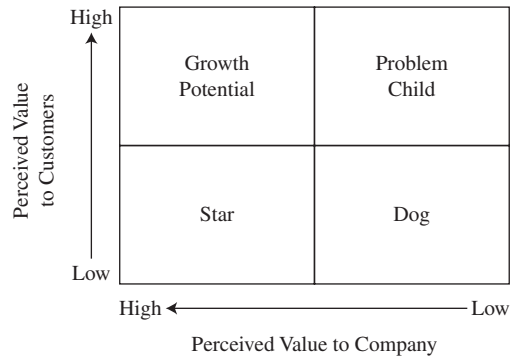 High
Growth
Potential
Problem
Child
Perceived Value
to Customers
Star
Dog
Low
High
Low
Perceived Value to Company